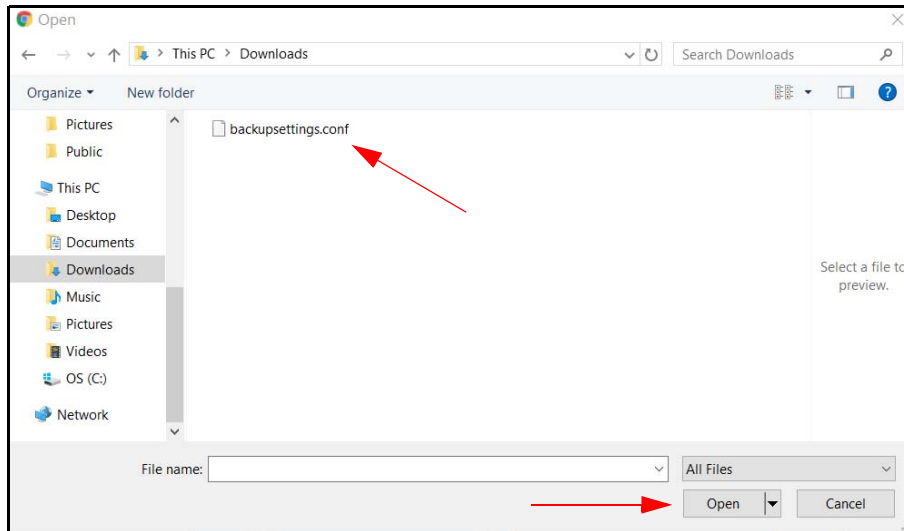 Open
This PC > Downloads
Search Downloads
Organize
New folder
?
Pictures
Public
This PC
Desktop
Documents
Downloads
Music
Pictures
Videos
OS (C:)
Network
backupsettings.conf
Select a file to
preview.
File name:
All Files
Open
Cancel